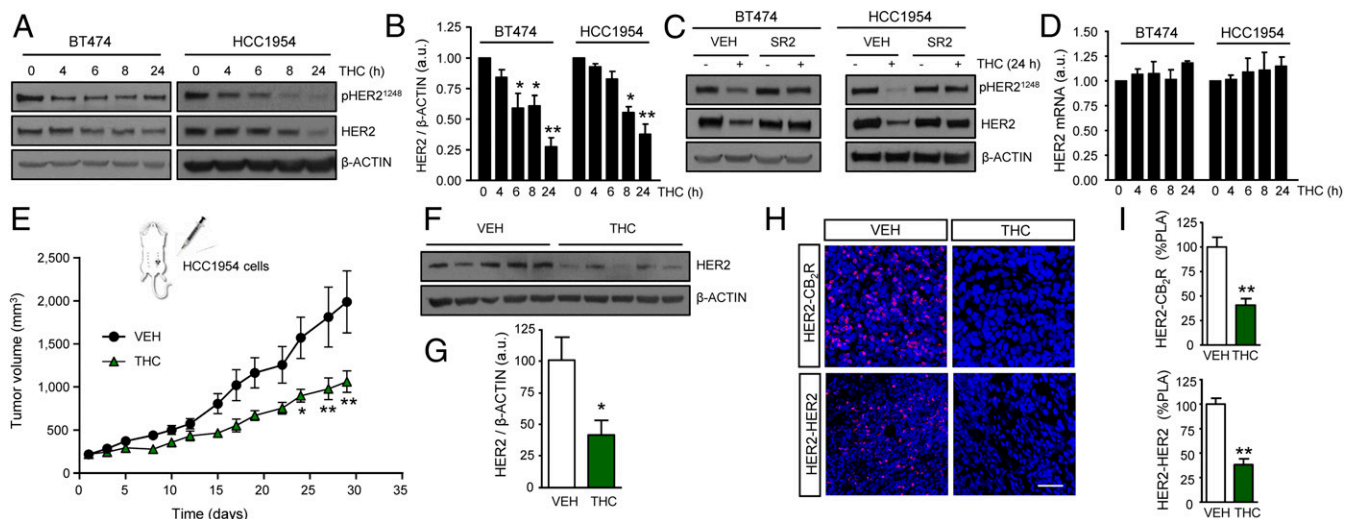 A
BT474
HCC1954
0 4 6 8 24 0 4 6 8 24 THC (h)
pHER2¹²⁴⁸
HER2
β-ACTIN
B
BT474
HCC1954
HER2 / β-ACTIN (a.u.)
1.00
0.75
0.50
0.25
0.00
* *
**
*
**
0 4 6 8 24 0 4 6 8 24 THC (h)
C
BT474
HCC1954
VEH SR2 VEH SR2
- + - + - + - + THC (24 h)
pHER2¹²⁴⁸
HER2
β-ACTIN
D
BT474
HCC1954
HER2 mRNA (a.u.)
1.50
1.25
1.00
0.75
0.50
0.25
0.00
0 4 6 8 24 0 4 6 8 24 THC (h)
E
HCC1954 cells
VEH
THC
Tumor volume (mm³)
2,500
2,000
1,500
1,000
500
0
* ** **
0 5 10 15 20 25 30 35
Time (days)
F
VEH THC
HER2
β-ACTIN
G
HER2 / β-ACTIN (a.u.)
125
100
75
50
25
0
*
VEH THC
H
VEH THC
HER2-CB₂R
HER2-HER2
I
HER2-CB₂R (%PLA)
125
100
75
50
25
0
**
VEH THC
HER2-HER2 (%PLA)
125
100
75
50
25
0
**
VEH THC